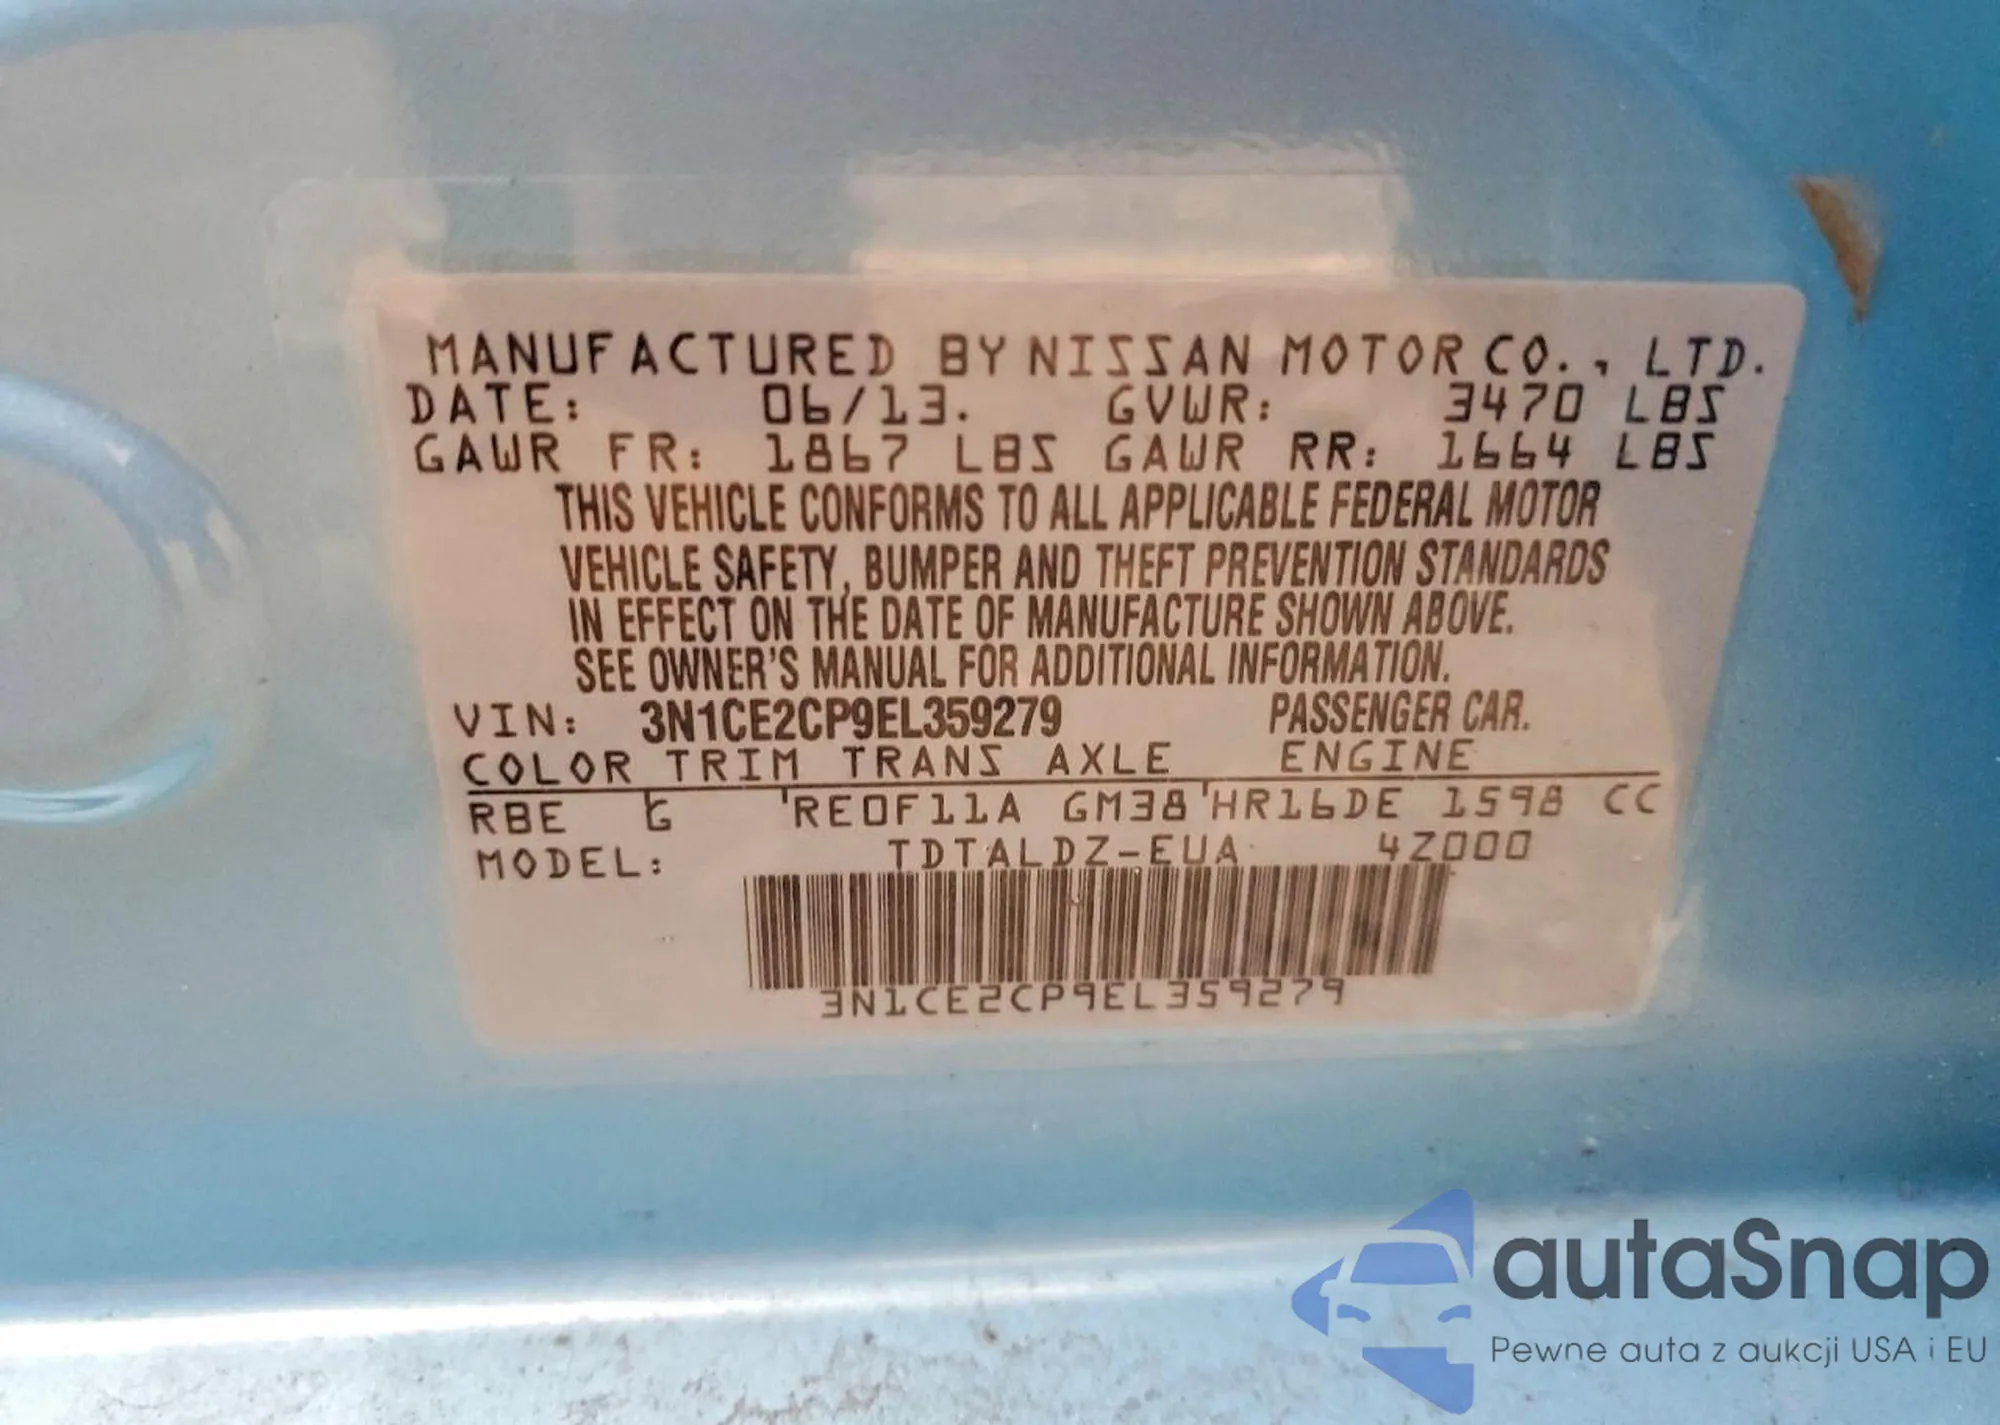 MANUFACTURED BY NISSAN MOTOR CO., LTD.
DATE: 06/13. GVWR: 3470 LBS
GAWR FR: 1867 LBS GAWR RR: 1664 LBS
THIS VEHICLE CONFORMS TO ALL APPLICABLE FEDERAL MOTOR
VEHICLE SAFETY, BUMPER AND THEFT PREVENTION STANDARDS
IN EFFECT ON THE DATE OF MANUFACTURE SHOWN ABOVE.
SEE OWNER'S MANUAL FOR ADDITIONAL INFORMATION.
VIN: 3N1CE2CP9EL359279 PASSENGER CAR.
COLOR TRIM TRANS AXLE ENGINE
RBE G RE0F11A GM38 HR16DE 1598 CC
MODEL: TDTALDZ-EUA 4Z000
3N1CE2CP9EL359279
autaSnap
Pewne auta z aukcji USA i EU